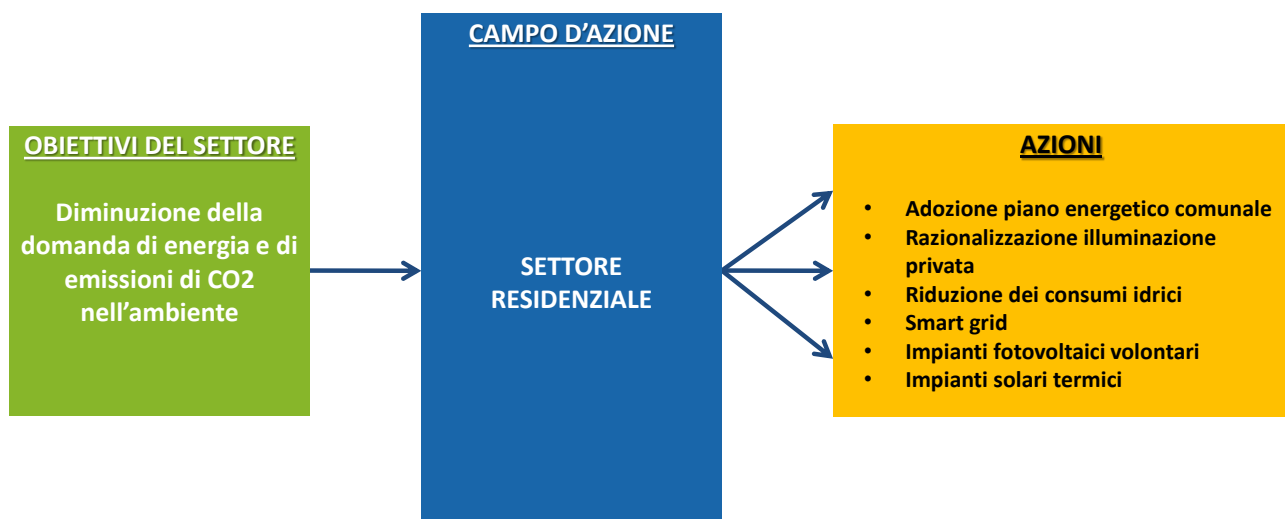 OBIETTIVI DEL SETTORE
Diminuzione della
domanda di energia e di
emissioni di CO2
nell’ambiente
CAMPO D’AZIONE
SETTORE
RESIDENZIALE
AZIONI
• Adozione piano energetico comunale
• Razionalizzazione illuminazione
privata
• Riduzione dei consumi idrici
• Smart grid
• Impianti fotovoltaici volontari
• Impianti solari termici